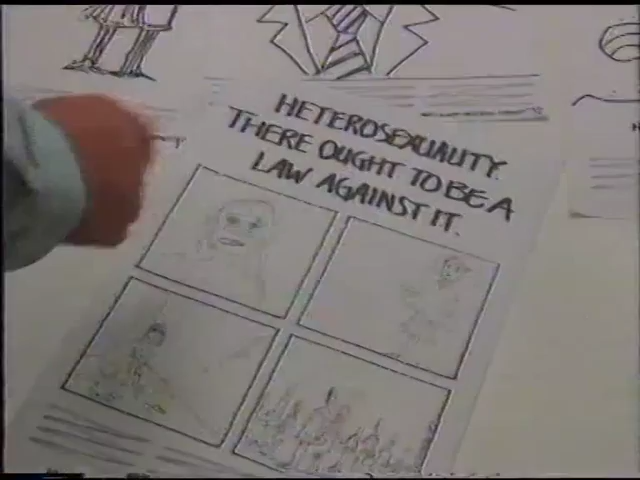 HETEROSEXUALITY.
THERE OUGHT TO BE A
LAW AGAINST IT.